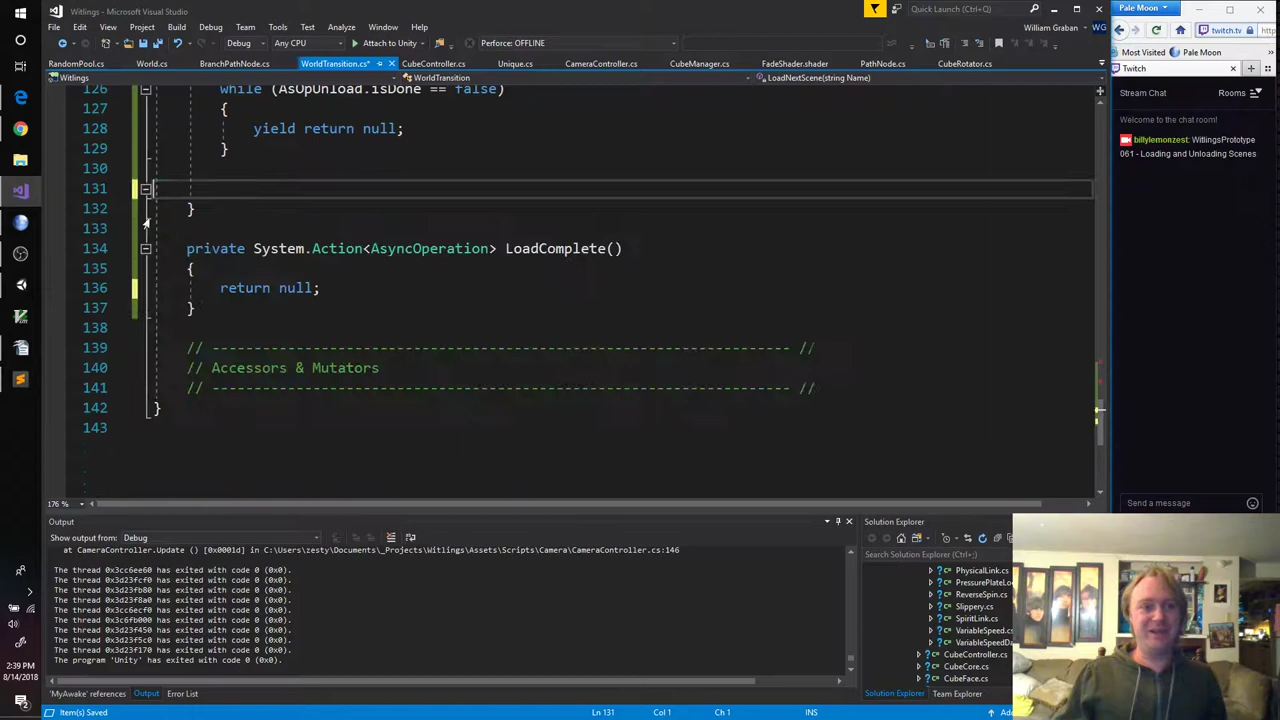 Witlings - Microsoft Visual Studio
Quick Launch (Ctrl+Q)
Pale Moon
File Edit View Project Build Debug Team Tools Analyze Window Help
William Graban WG
Debug Any CPU Attach to Unity Perforce: OFFLINE
twitch.tv
Most Visited Pale Moon
RandomPool.cs World.cs BranchPathNode.cs WorldTransition.cs* CubeController.cs Unique.cs CameraController.cs CubeManager.cs FadeShader.shader PathNode.cs CubeRotator.cs
Twitch
Witlings WorldTransition LoadNextScene(string Name)
Stream Chat Rooms
Welcome to the chat room!
billylemonzest: WitlingsPrototype
061 - Loading and Unloading Scenes
126 while (AsOpUnload.isDone == false)
127 {
128 yield return null;
129 }
130
131
132 }
133
134 private System.Action<AsyncOperation> LoadComplete()
135 {
136 return null;
137 }
138
139 // ---------------------------------------------------------------------- //
140 // Accessors & Mutators
141 // ---------------------------------------------------------------------- //
142 }
143
176 %
Send a message
Output
Show output from: Debug
at CameraController.Update () [0x0001d] in C:\Users\zesty\Documents\_Projects\Witlings\Assets\Scripts\Camera\CameraController.cs:146
The thread 0x3cc6ee60 has exited with code 0 (0x0).
The thread 0x3d23fcf0 has exited with code 0 (0x0).
The thread 0x3d23fb80 has exited with code 0 (0x0).
The thread 0x3d23f8a0 has exited with code 0 (0x0).
The thread 0x3cc6ecf0 has exited with code 0 (0x0).
The thread 0x3c6fb000 has exited with code 0 (0x0).
The thread 0x3d23f450 has exited with code 0 (0x0).
The thread 0x3d23f5c0 has exited with code 0 (0x0).
The thread 0x3d23f170 has exited with code 0 (0x0).
The program 'Unity' has exited with code 0 (0x0).
'MyAwake' references Output Error List
Solution Explorer
Search Solution Explorer (Ctrl+;)
PhysicalLink.cs
PressurePlateLo
ReverseSpin.cs
Slippery.cs
SpiritLink.cs
VariableSpeed.cs
VariableSpeedDa
CubeController.cs
CubeCore.cs
CubeFace.cs
Solution Explorer Team Explorer
2:39 PM
8/14/2018
2
Item(s) Saved Ln 131 Col 1 Ch 1 INS Add